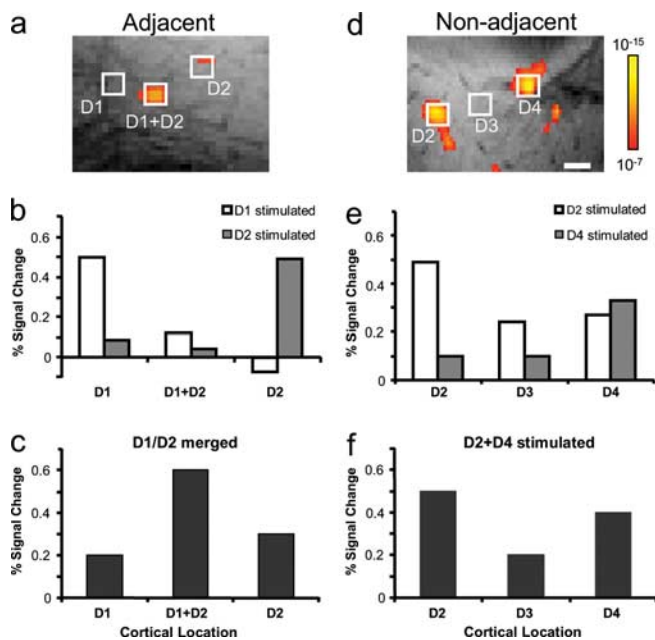 a
Adjacent
D1
D1+D2
D2
d
Non-adjacent
D2
D3
D4
10-15
10-7
b
D1 stimulated
D2 stimulated
% Signal Change
0.6
0.4
0.2
0
D1
D1+D2
D2
e
D2 stimulated
D4 stimulated
% Signal Change
0.6
0.4
0.2
0
D2
D3
D4
c
D1/D2 merged
% Signal Change
0.6
0.4
0.2
0
D1
D1+D2
D2
Cortical Location
f
D2+D4 stimulated
% Signal Change
0.6
0.4
0.2
0
D2
D3
D4
Cortical Location